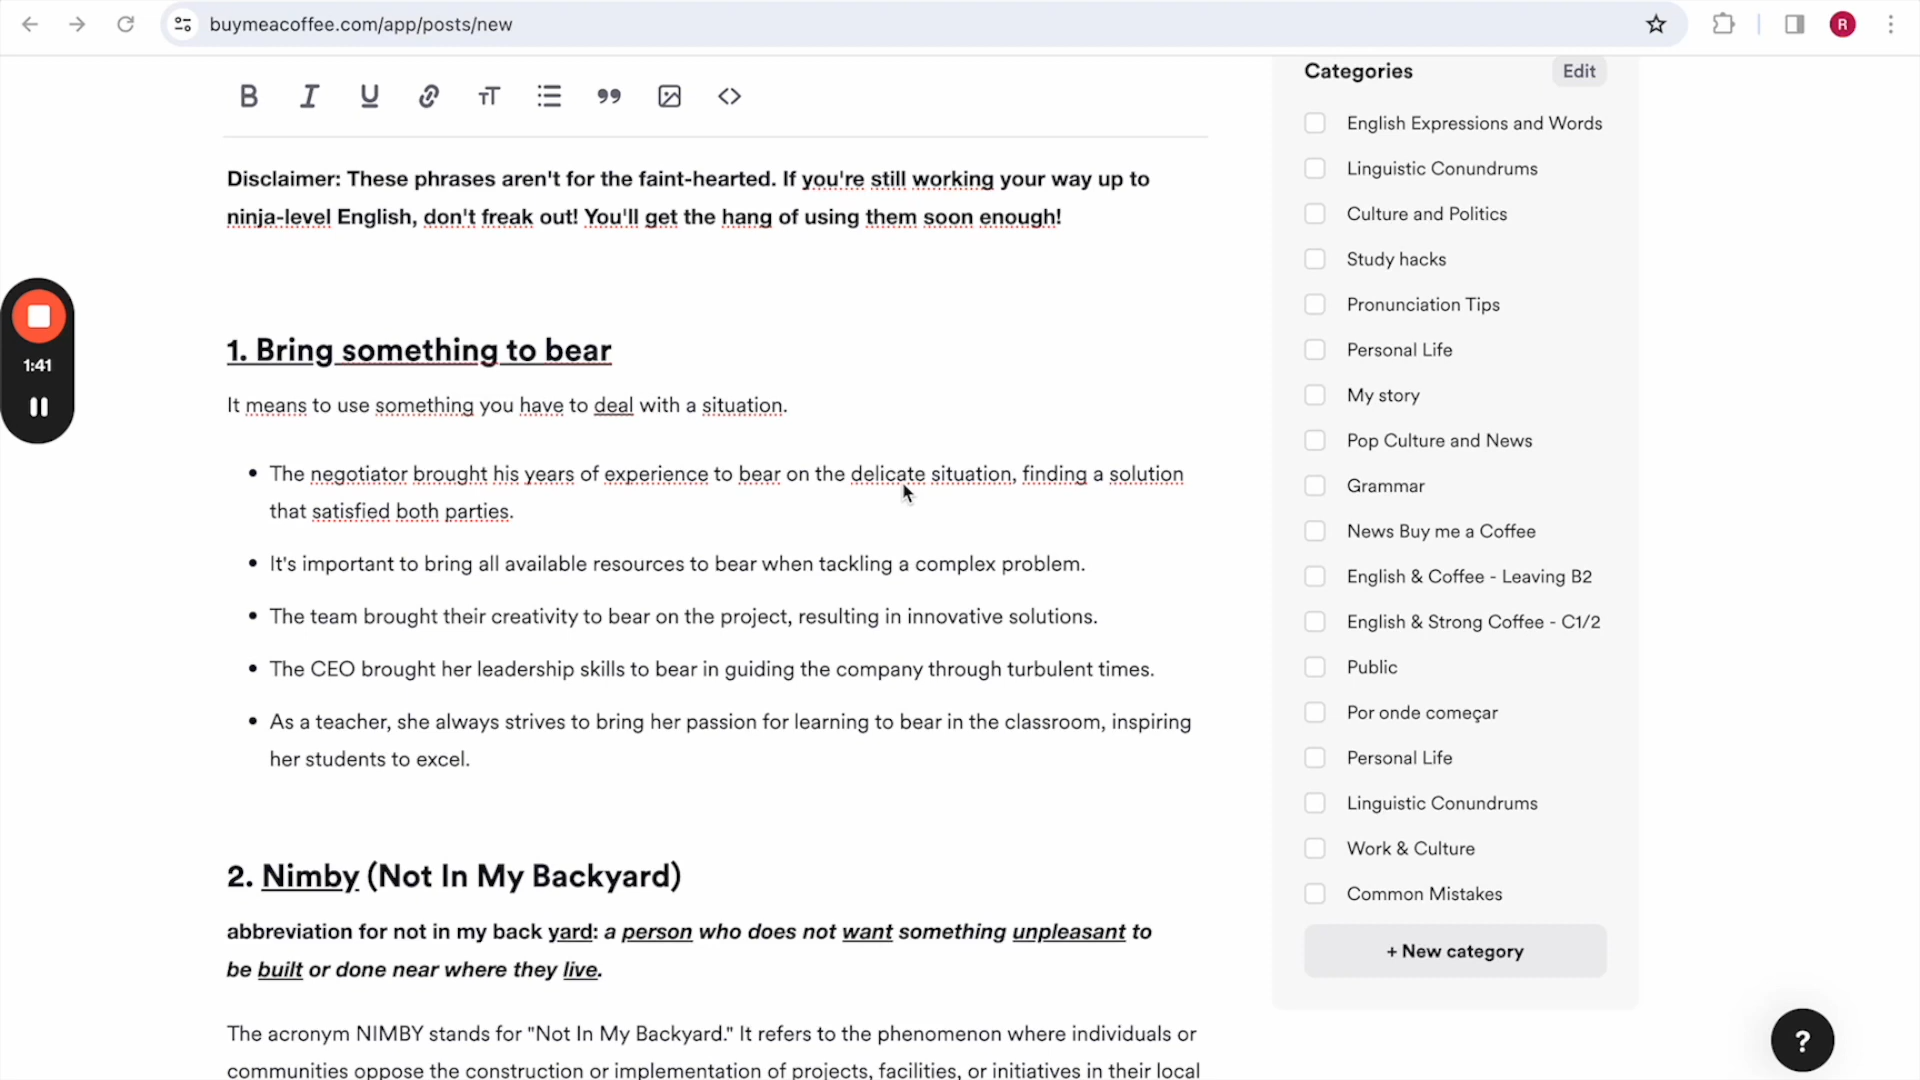 buymeacoffee.com/app/posts/new
R
Disclaimer: These phrases aren't for the faint-hearted. If you're still working your way up to
ninja-level English, don't freak out! You'll get the hang of using them soon enough!
1:41
1. Bring something to bear
It means to use something you have to deal with a situation.
• The negotiator brought his years of experience to bear on the delicate situation, finding a solution
that satisfied both parties.
• It's important to bring all available resources to bear when tackling a complex problem.
• The team brought their creativity to bear on the project, resulting in innovative solutions.
• The CEO brought her leadership skills to bear in guiding the company through turbulent times.
• As a teacher, she always strives to bring her passion for learning to bear in the classroom, inspiring
her students to excel.
2. Nimby (Not In My Backyard)
abbreviation for not in my back yard: a person who does not want something unpleasant to
be built or done near where they live.
The acronym NIMBY stands for "Not In My Backyard." It refers to the phenomenon where individuals or
communities oppose the construction or implementation of projects, facilities, or initiatives in their local
Categories
Edit
English Expressions and Words
Linguistic Conundrums
Culture and Politics
Study hacks
Pronunciation Tips
Personal Life
My story
Pop Culture and News
Grammar
News Buy me a Coffee
English & Coffee - Leaving B2
English & Strong Coffee - C1/2
Public
Por onde começar
Personal Life
Linguistic Conundrums
Work & Culture
Common Mistakes
+ New category
?